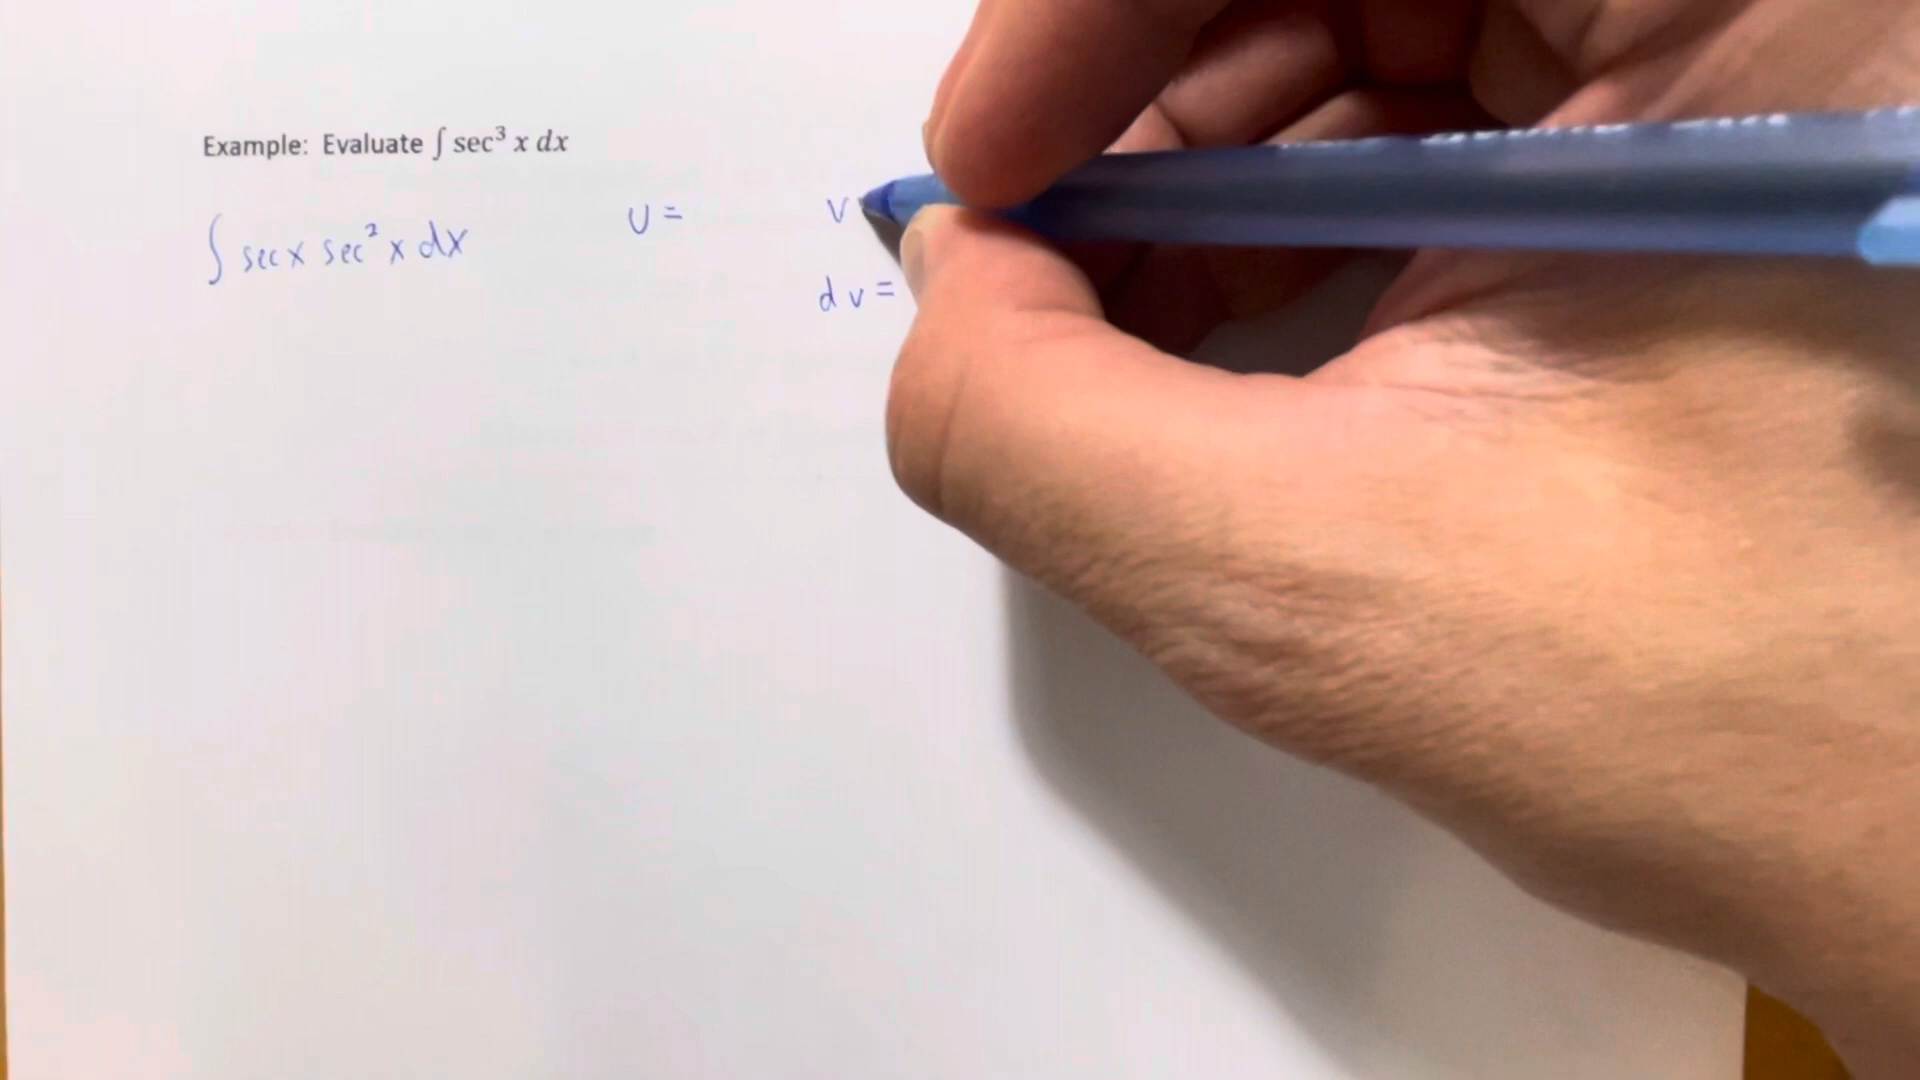 Example: Evaluate ∫ sec³ x dx
∫ sec x sec² x dx
u =
v
dv =